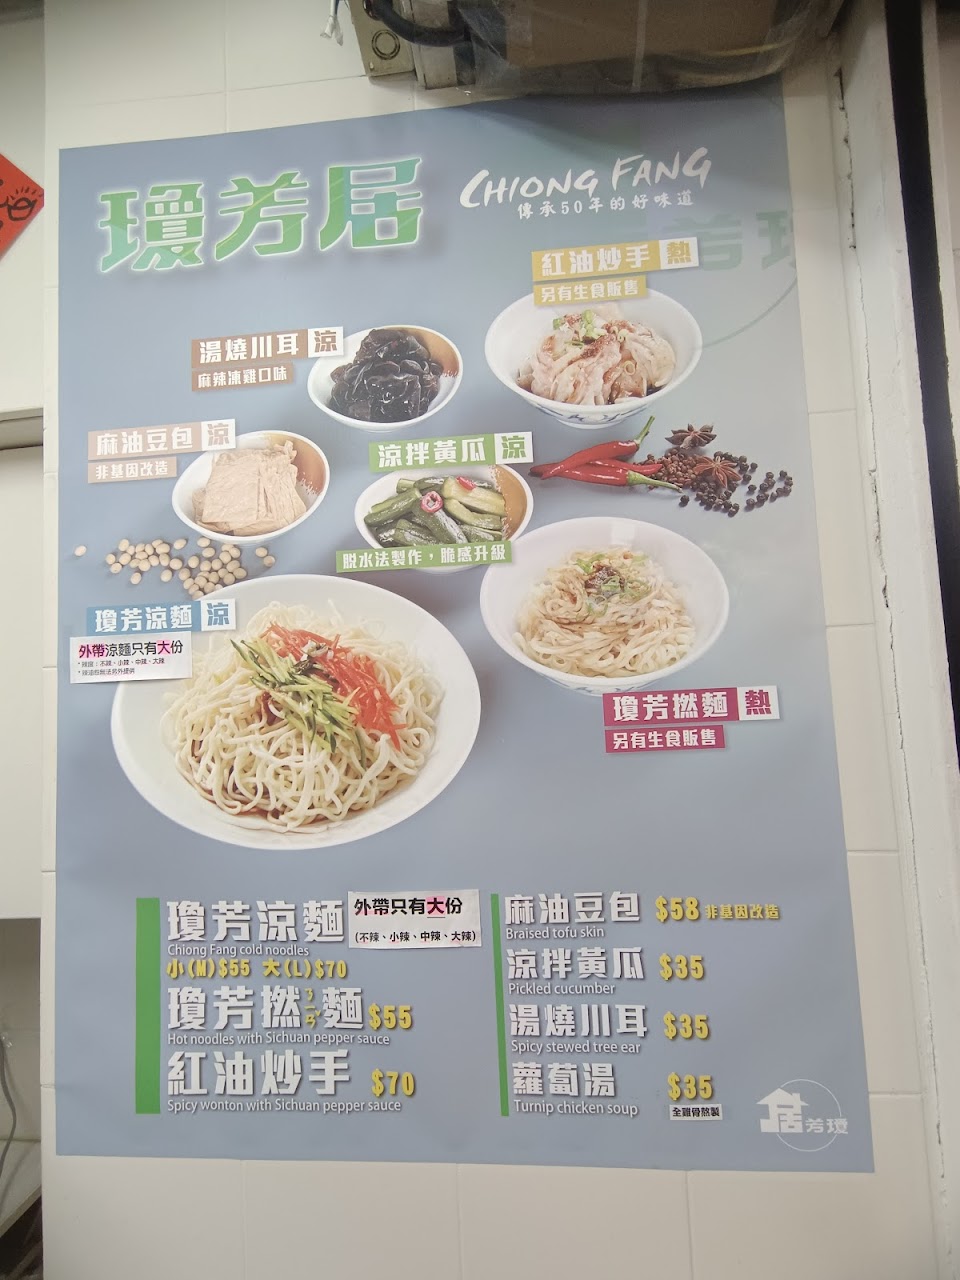 瓊芳居
CHIONG FANG
傳承50年的好味道
紅油炒手 熱
另有生食販售
湯燒川耳 涼
麻辣凍雞口味
麻油豆包 涼
非基因改造
涼拌黃瓜 涼
脫水法製作，脆感升級
瓊芳涼麵 涼
外帶涼麵只有大份
瓊芳撚麵 熱
另有生食販售
瓊芳涼麵
外帶只有大份
(不辣、小辣、中辣、大辣)
Chiong Fang cold noodles
小(M)$55 大(L)$70
瓊芳撚ㄋㄧㄢˇ麵 $55
Hot noodles with Sichuan pepper sauce
紅油炒手 $70
Spicy wonton with Sichuan pepper sauce
麻油豆包 $58 非基因改造
Braised tofu skin
涼拌黃瓜 $35
Pickled cucumber
湯燒川耳 $35
Spicy stewed tree ear
蘿蔔湯 $35
Turnip chicken soup
全雞骨熬製
居芳瓊